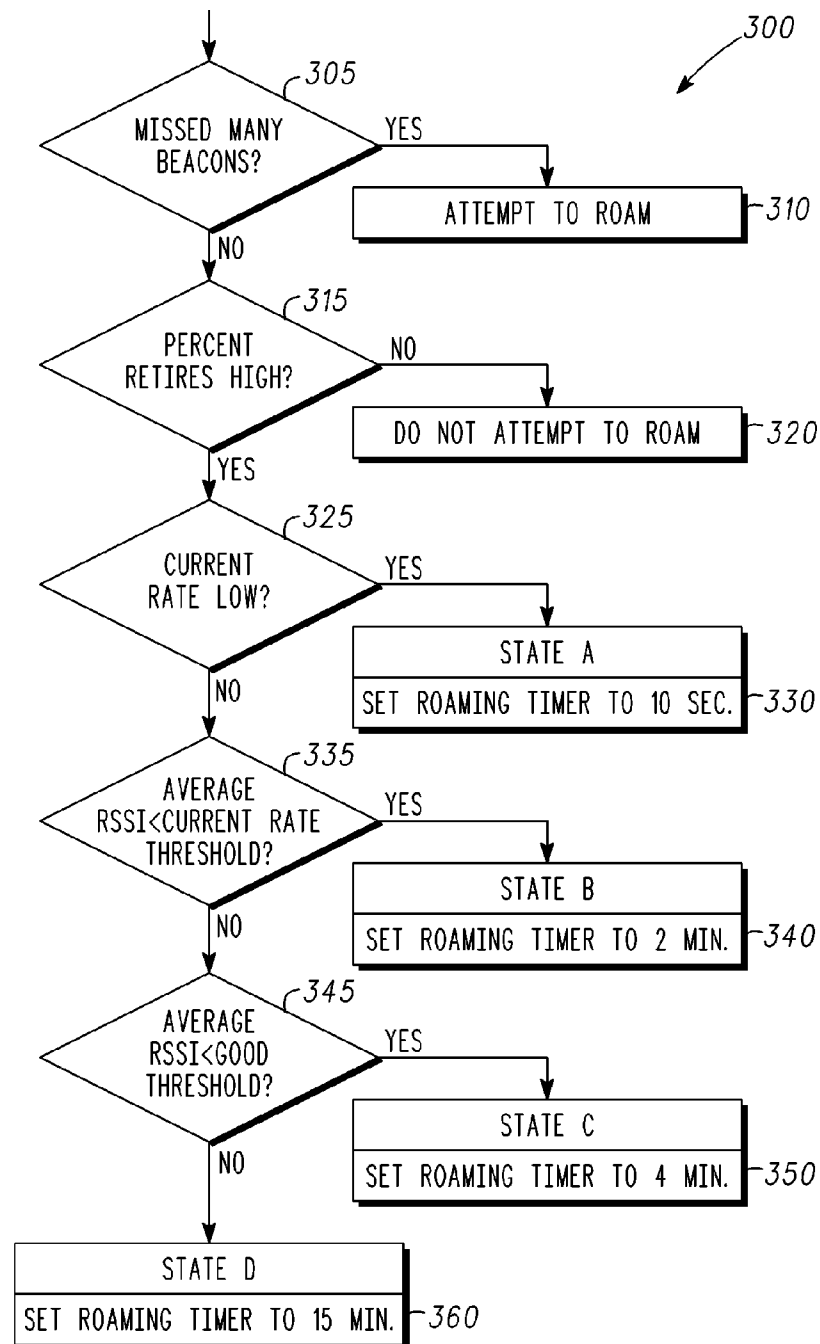 300
305
MISSED MANY
BEACONS?
YES
ATTEMPT TO ROAM
310
NO
315
PERCENT
RETIRES HIGH?
NO
DO NOT ATTEMPT TO ROAM
320
YES
325
CURRENT
RATE LOW?
YES
STATE A
SET ROAMING TIMER TO 10 SEC.
330
NO
335
AVERAGE
RSSI<CURRENT RATE
THRESHOLD?
YES
STATE B
SET ROAMING TIMER TO 2 MIN.
340
NO
345
AVERAGE
RSSI<GOOD
THRESHOLD?
YES
STATE C
SET ROAMING TIMER TO 4 MIN.
350
NO
STATE D
SET ROAMING TIMER TO 15 MIN.
360